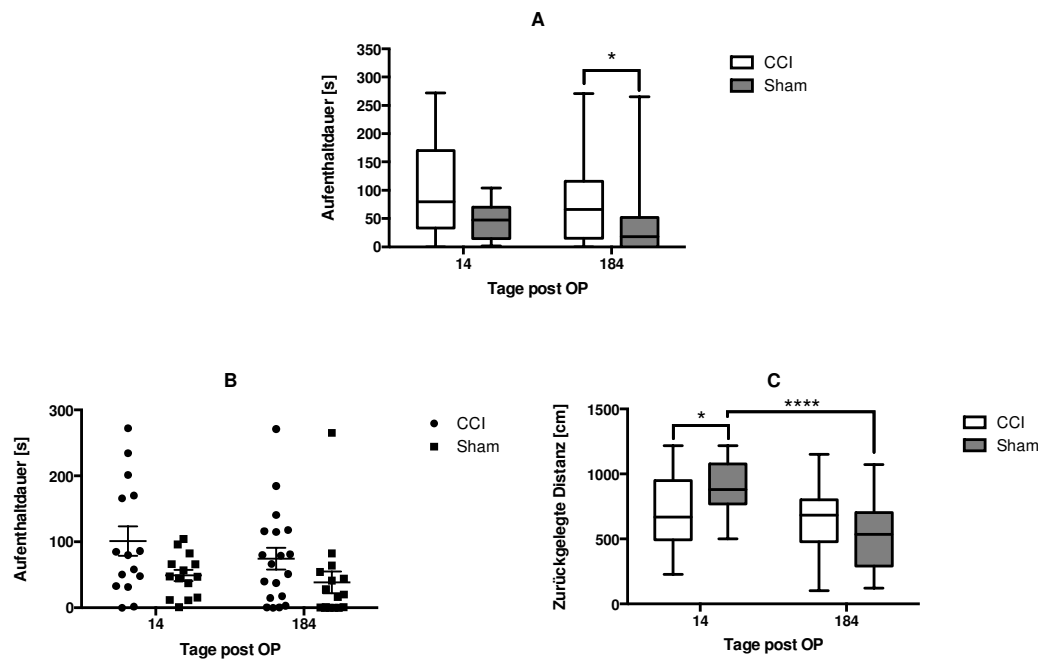 A
Aufenthaltdauer [s]
350
300
250
200
150
100
50
0
*
CCI
Sham
14
184
Tage post OP
B
Aufenthaltdauer [s]
300
200
100
0
CCI
Sham
14
184
Tage post OP
C
Zurückgelegte Distanz [cm]
1500
1000
500
0
*
****
CCI
Sham
14
184
Tage post OP